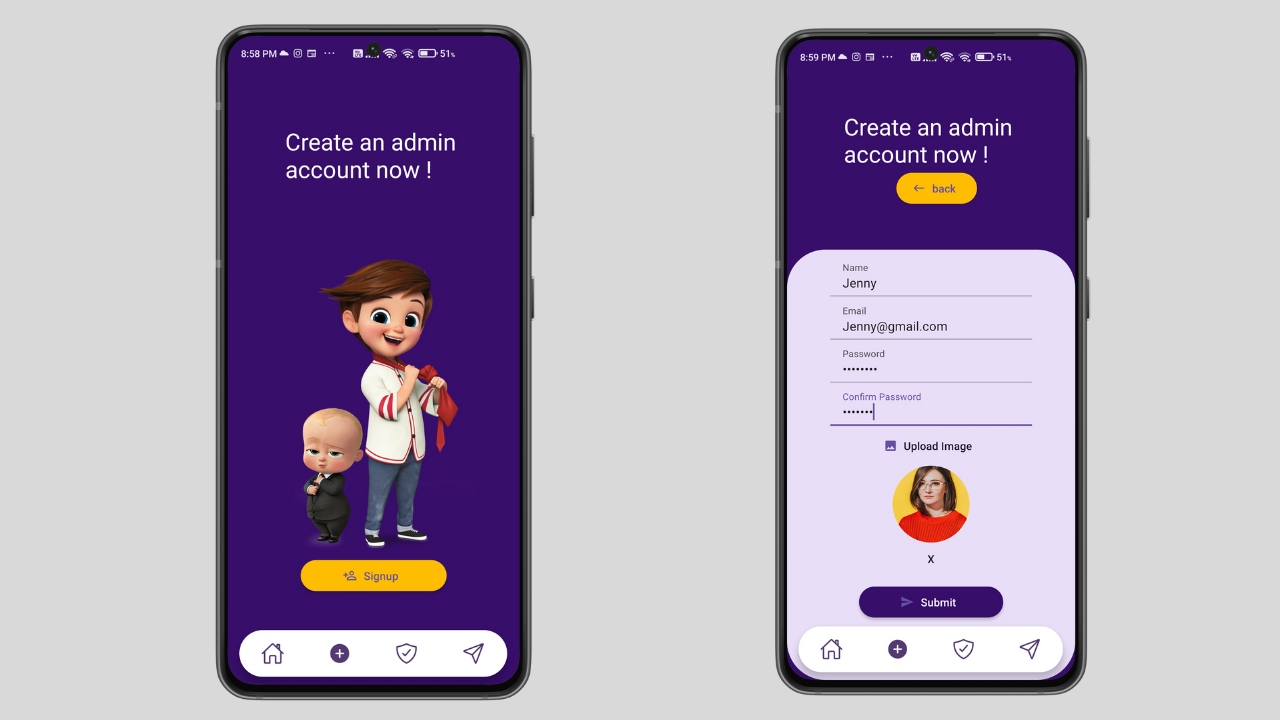 8:58 PM
51%
Create an admin
account now !
Signup
8:59 PM
51%
Create an admin
account now !
back
Name
Jenny
Email
Jenny@gmail.com
Password
••••••••
Confirm Password
•••••••
Upload Image
X
Submit